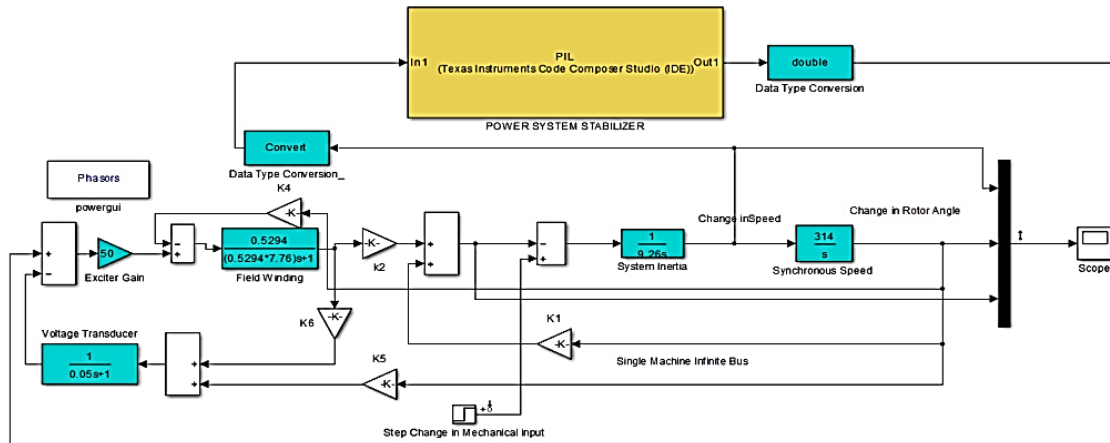 PIL
In1
(Texas Instruments Code Composer Studio (IDE))
Out1
double
Data Type Conversion
POWER SYSTEM STABILIZER
Convert
Data Type Conversion_
Phasors
powergui
K4
-K-
Change inSpeed
Change in Rotor Angle
50
Exciter Gain
0.5294
(0.5294*7.76)s+1
Field Winding
-K-
k2
1
9.26s
System Inertia
314
s
Synchronous Speed
Scope
K6
-K-
K1
-K-
Single Machine Infinite Bus
Voltage Transducer
1
0.05s+1
K5
-K-
Step Change in Mechanical input